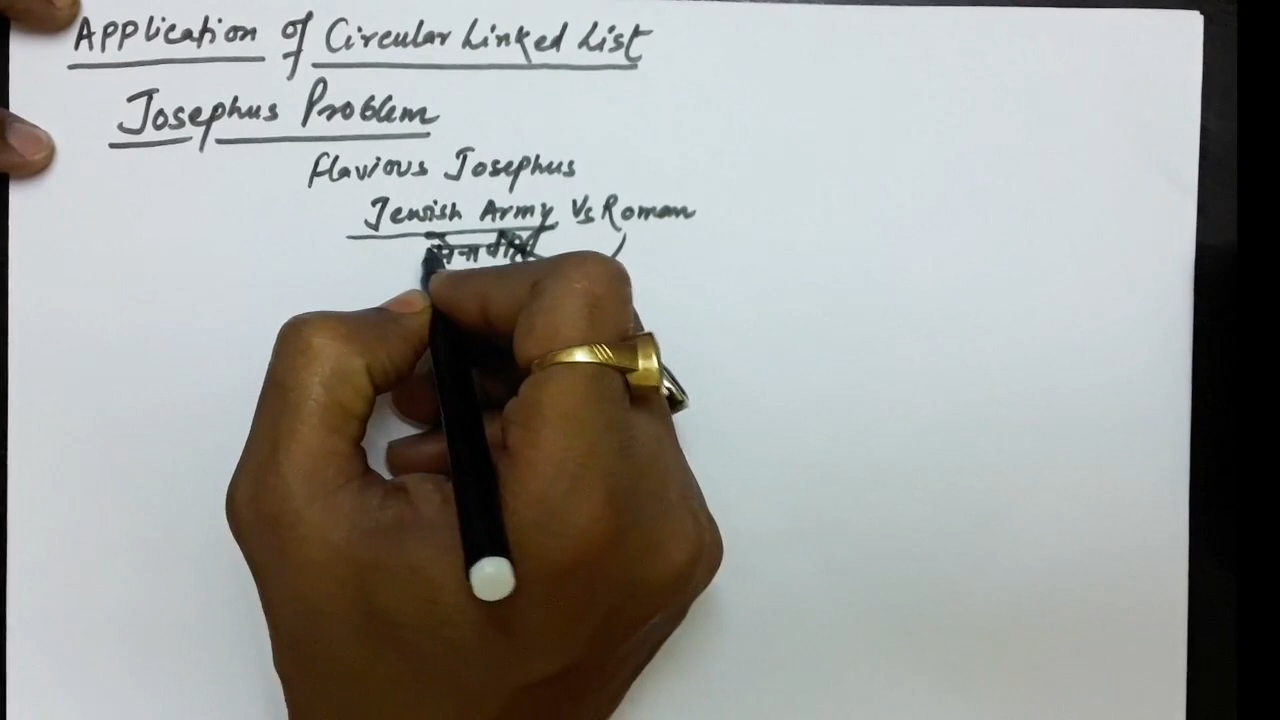 Application of Circular Linked List
Josephus Problem
Flavious Josephus
Jewish Army Vs Roman